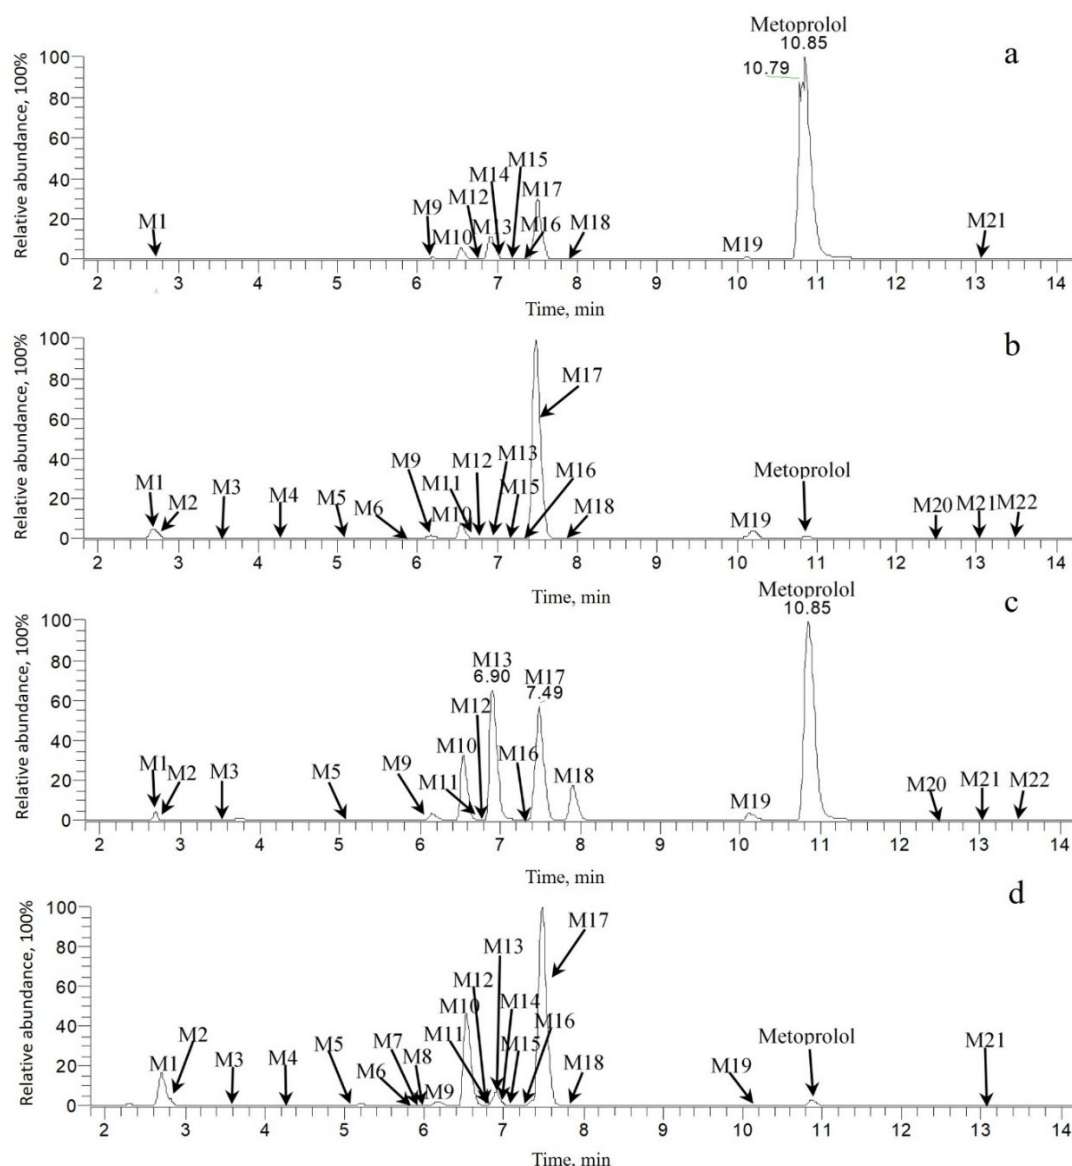 Metoprolol
10.85
a
10.79
100
80
60
40
20
0
Relative abundance, 100%
M1
M9
M10
M12
M13
M14
M15
M17
M16
M18
M19
M21
2 3 4 5 6 7 8 9 10 11 12 13 14
Time, min
b
100
80
60
40
20
0
Relative abundance, 100%
M1
M2
M3
M4
M5
M6
M9
M11
M10
M12
M13
M15
M17
M16
M18
M19
Metoprolol
M20
M21
M22
2 3 4 5 6 7 8 9 10 11 12 13 14
Time, min
Metoprolol
10.85
c
100
80
60
40
20
0
Relative abundance, 100%
M1
M2
M3
M5
M9
M10
M11
M12
M13
6.90
M16
M17
7.49
M18
M19
M20
M21
M22
2 3 4 5 6 7 8 9 10 11 12 13 14
Time, min
d
100
80
60
40
20
0
Relative abundance, 100%
M1
M2
M3
M4
M5
M6
M7
M8
M9
M11
M10
M12
M13
M14
M15
M16
M17
M18
M19
Metoprolol
M21
2 3 4 5 6 7 8 9 10 11 12 13 14
Time, min